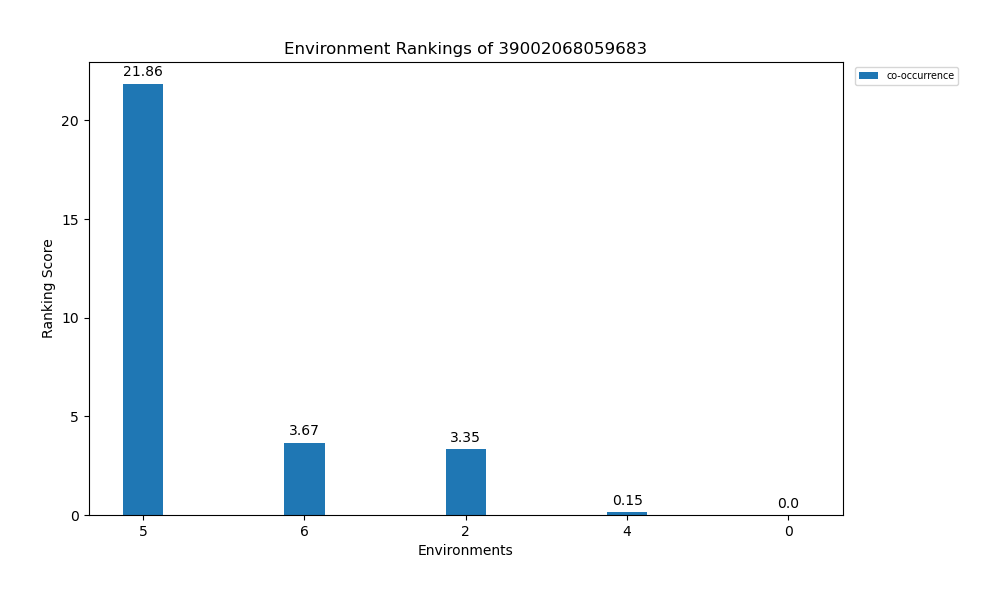 Environment Rankings of 39002068059683
21.86
co-occurrence
20
15
Ranking Score
10
5
3.67
3.35
0.15
0.0
0
5 6 2 4 0
Environments